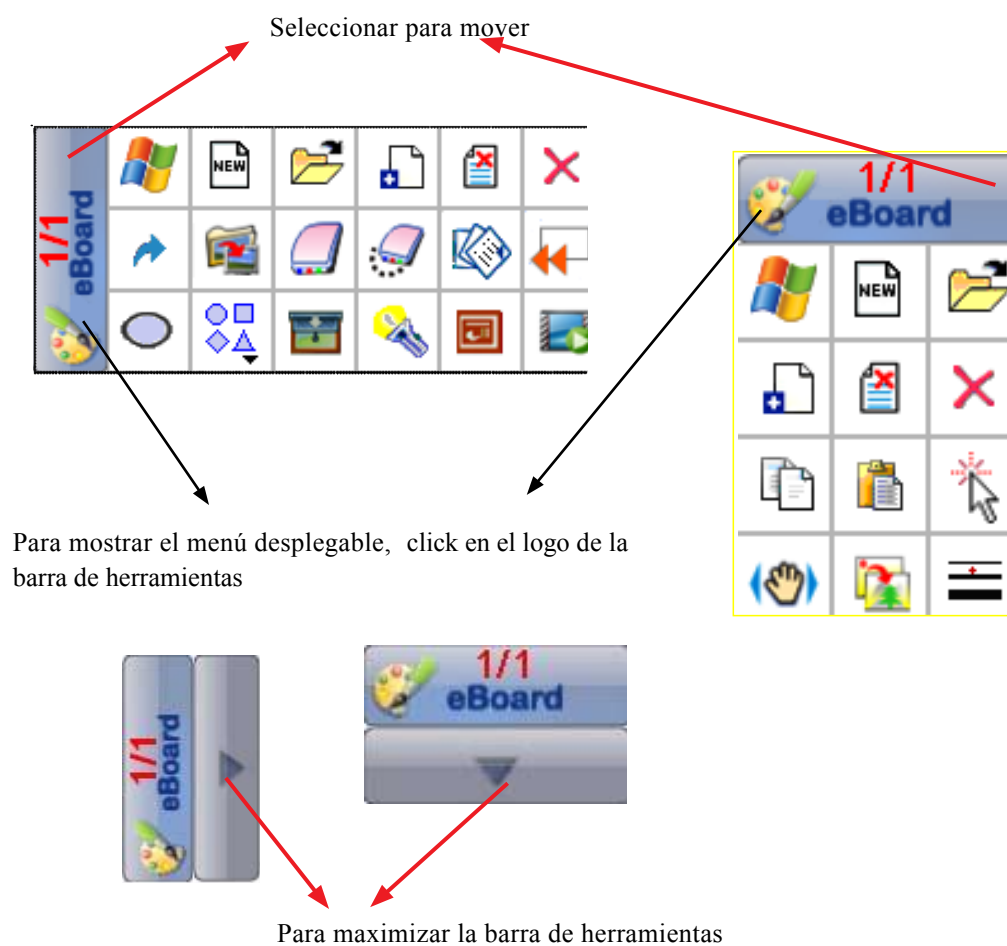 Seleccionar para mover
1/1
eBoard
NEW
1/1
eBoard
NEW
Para mostrar el menú desplegable, click en el logo de la
barra de herramientas
1/1
eBoard
1/1
eBoard
Para maximizar la barra de herramientas